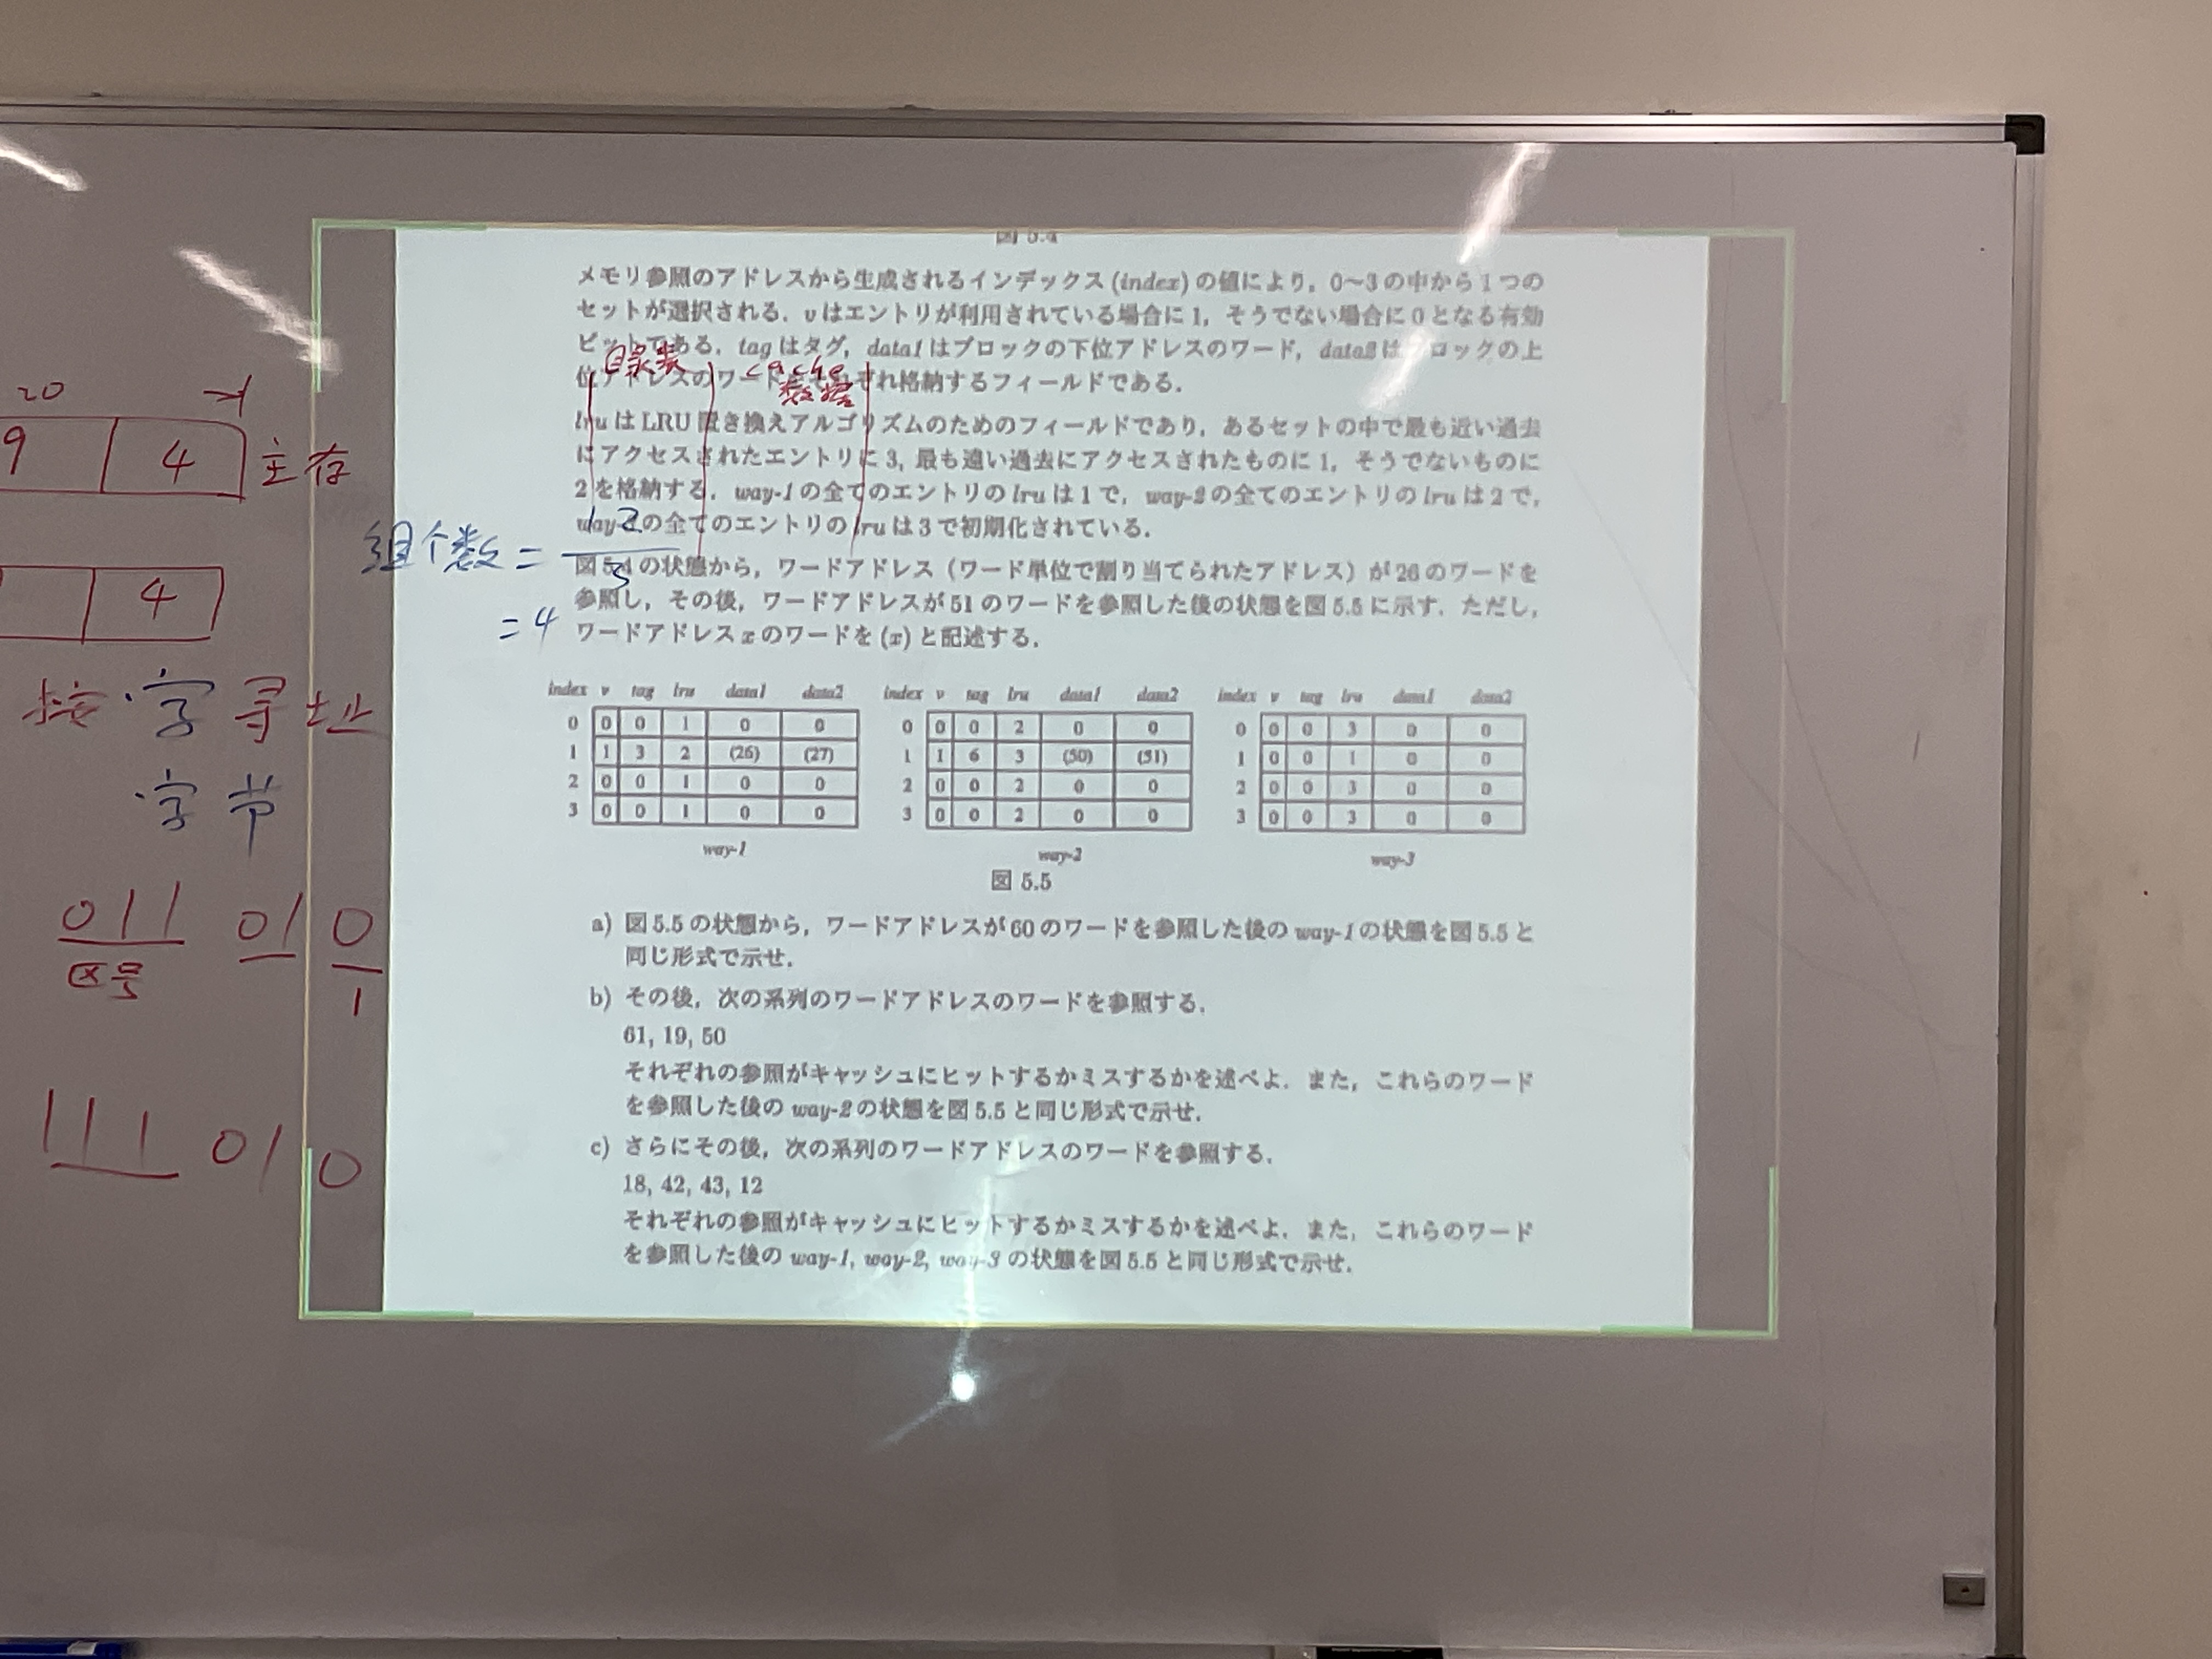 図 5.4
メモリ参照のアドレスから生成されるインデックス (index) の値により, 0~3 の中から 1 つの
セットが選択される. v はエントリが利用されている場合に 1, そうでない場合に 0 となる有効
ビットである. tag はタグ, data1 はブロックの下位アドレスのワード, data2 は ロックの上
位アドレスのワードをそれぞれ格納するフィールドである.
目录表
cache
数据
lru は LRU 置き換えアルゴリズムのためのフィールドであり, あるセットの中で最も近い過去
にアクセスされたエントリに 3, 最も遠い過去にアクセスされたものに 1, そうでないものに
2 を格納する. way-1 の全てのエントリの lru は 1 で, way-2 の全てのエントリの lru は 2 で,
way- の全てのエントリの lru は 3 で初期化されている.
図 5.4 の状態から, ワードアドレス (ワード単位で割り当てられたアドレス) が 26 のワードを
参照し, その後, ワードアドレスが 51 のワードを参照した後の状態を図 5.5 に示す. ただし,
ワードアドレス x のワードを (x) と記述する.
20
9 4 主存
组个数 = 12
3
= 4
4
按·字寻址
·字节
011 01 0
区号
1
111 01 0
index v tag lru data1 data2
0 0 0 1 0 0
1 1 3 2 (26) (27)
2 0 0 1 0 0
3 0 0 1 0 0
way-1
index v tag lru data1 data2
0 0 0 2 0 0
1 1 6 3 (50) (51)
2 0 0 2 0 0
3 0 0 2 0 0
way-2
index v tag lru data1 data2
0 0 0 3 0 0
1 0 0 1 0 0
2 0 0 3 0 0
3 0 0 3 0 0
way-3
図 5.5
a) 図 5.5 の状態から, ワードアドレスが 60 のワードを参照した後の way-1 の状態を図 5.5 と
同じ形式で示せ.
b) その後, 次の系列のワードアドレスのワードを参照する.
61, 19, 50
それぞれの参照がキャッシュにヒットするかミスするかを述べよ. また, これらのワード
を参照した後の way-2 の状態を図 5.5 と同じ形式で示せ.
c) さらにその後, 次の系列のワードアドレスのワードを参照する.
18, 42, 43, 12
それぞれの参照がキャッシュにヒットするかミスするかを述べよ. また, これらのワード
を参照した後の way-1, way-2, way-3 の状態を図 5.5 と同じ形式で示せ.